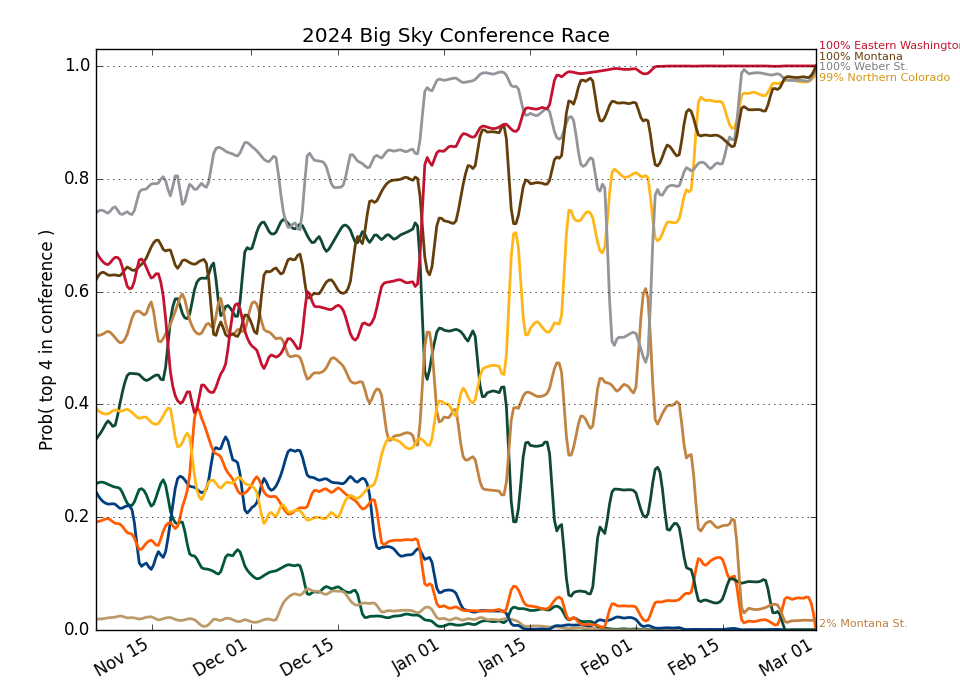 2024 Big Sky Conference Race
100% Eastern Washington
100% Montana
100% Weber St.
99% Northern Colorado
1.0
0.8
0.6
0.4
0.2
0.0
Prob( top 4 in conference )
2% Montana St.
Nov 15
Dec 01
Dec 15
Jan 01
Jan 15
Feb 01
Feb 15
Mar 01